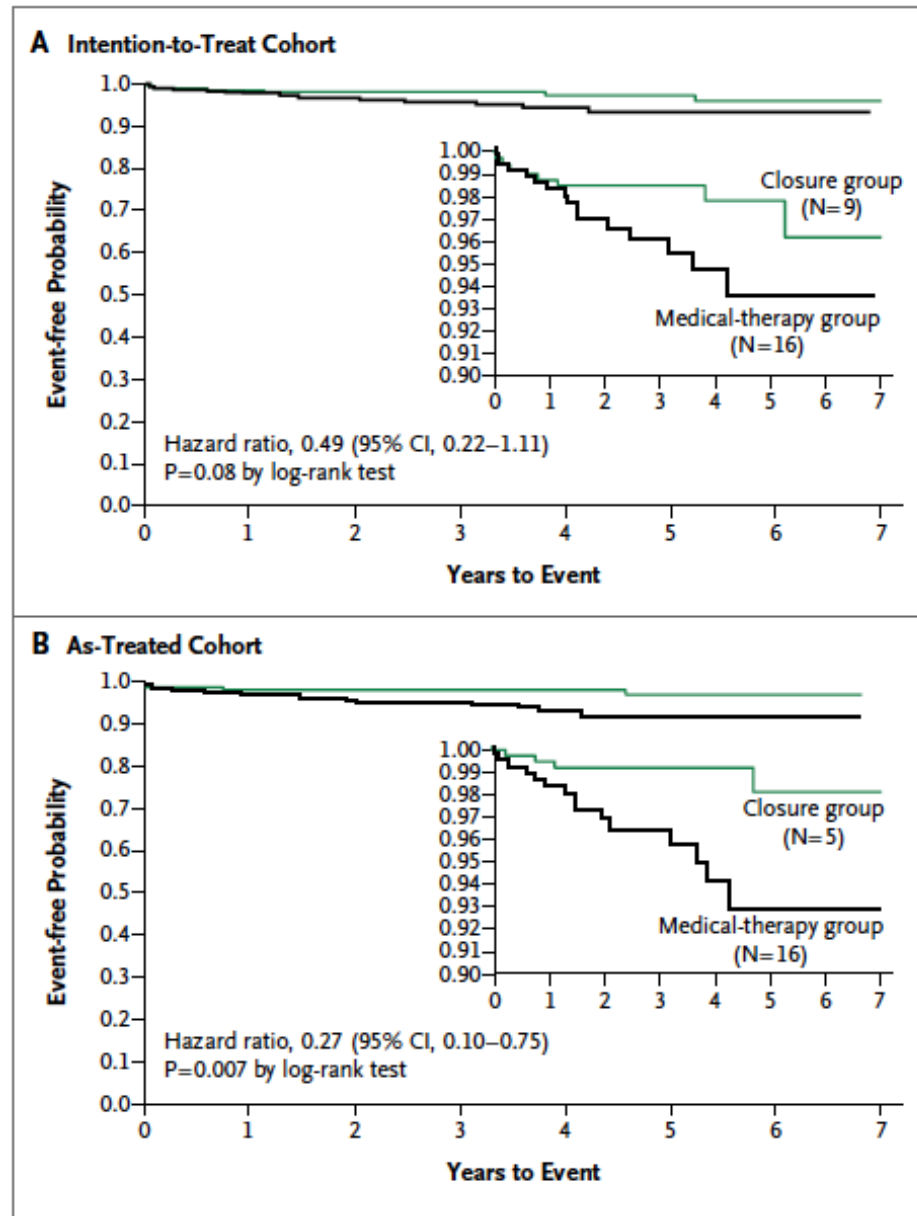 A Intention-to-Treat Cohort
Event-free Probability
1.0
0.9
0.8
0.7
0.6
0.5
0.4
0.3
0.2
0.1
0.0
1.00
0.99
0.98
0.97
0.96
0.95
0.94
0.93
0.92
0.91
0.90
Closure group
(N=9)
Medical-therapy group
(N=16)
0 1 2 3 4 5 6 7
Hazard ratio, 0.49 (95% CI, 0.22–1.11)
P=0.08 by log-rank test
0 1 2 3 4 5 6 7
Years to Event
B As-Treated Cohort
Event-free Probability
1.0
0.9
0.8
0.7
0.6
0.5
0.4
0.3
0.2
0.1
0.0
1.00
0.99
0.98
0.97
0.96
0.95
0.94
0.93
0.92
0.91
0.90
Closure group
(N=5)
Medical-therapy group
(N=16)
0 1 2 3 4 5 6 7
Hazard ratio, 0.27 (95% CI, 0.10–0.75)
P=0.007 by log-rank test
0 1 2 3 4 5 6 7
Years to Event